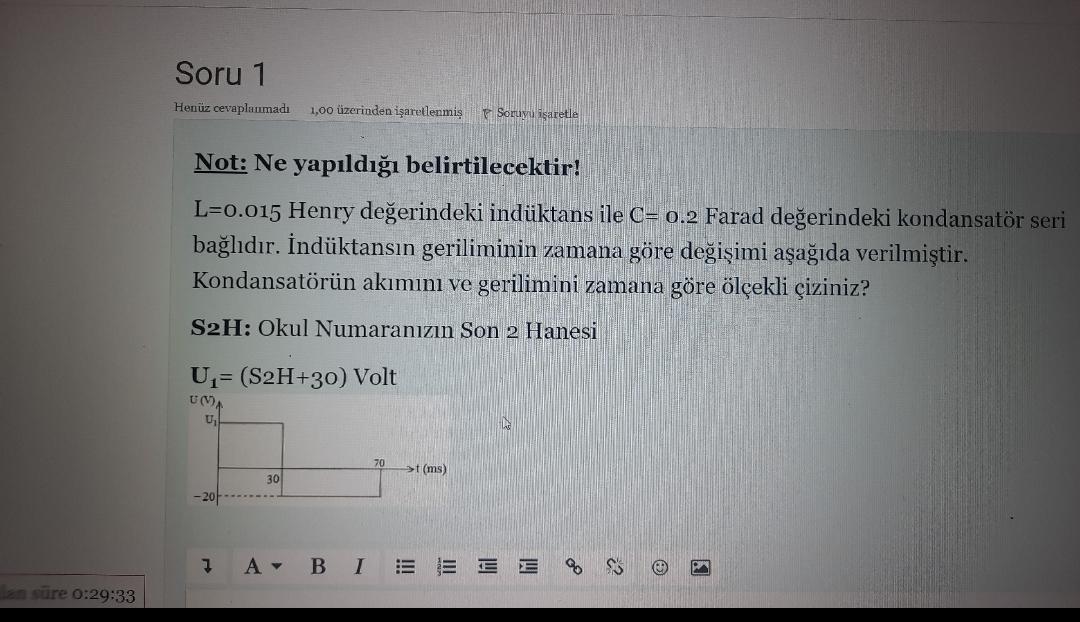 Soru 1
Henüz cevaplanmadı 1,00 üzerinden işaretlenmiş Soruyu işaretle
Not: Ne yapıldığı belirtilecektir!
L=0.015 Henry değerindeki indüktans ile C= 0.2 Farad değerindeki kondansatör seri
bağlıdır. İndüktansın geriliminin zamana göre değişimi aşağıda verilmiştir.
Kondansatörün akımını ve gerilimini zamana göre ölçekli çiziniz?
S2H: Okul Numaranızın Son 2 Hanesi
U₁= (S2H+30) Volt
U (V)
U₁
70
t (ms)
30
-20
A B I
süre 0:29:33